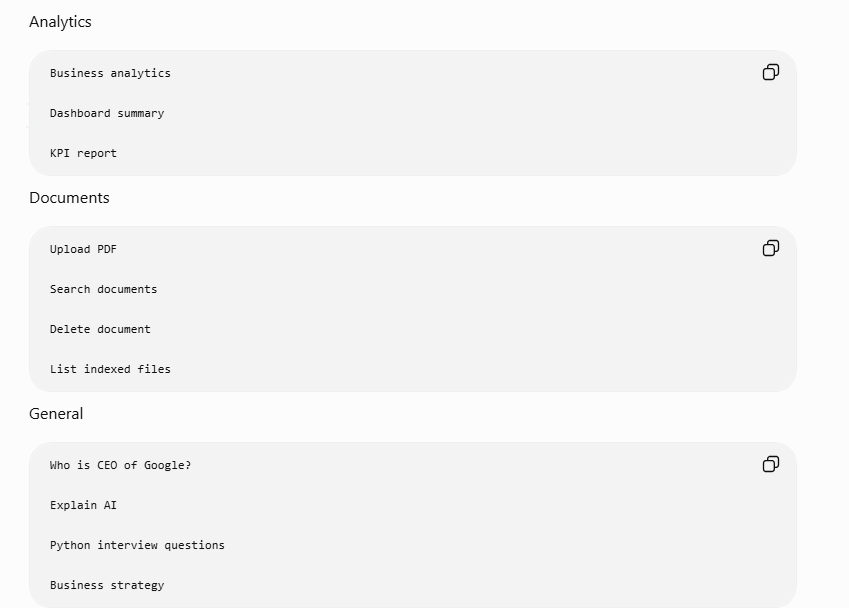 Analytics
Business analytics
Dashboard summary
KPI report
Documents
Upload PDF
Search documents
Delete document
List indexed files
General
Who is CEO of Google?
Explain AI
Python interview questions
Business strategy